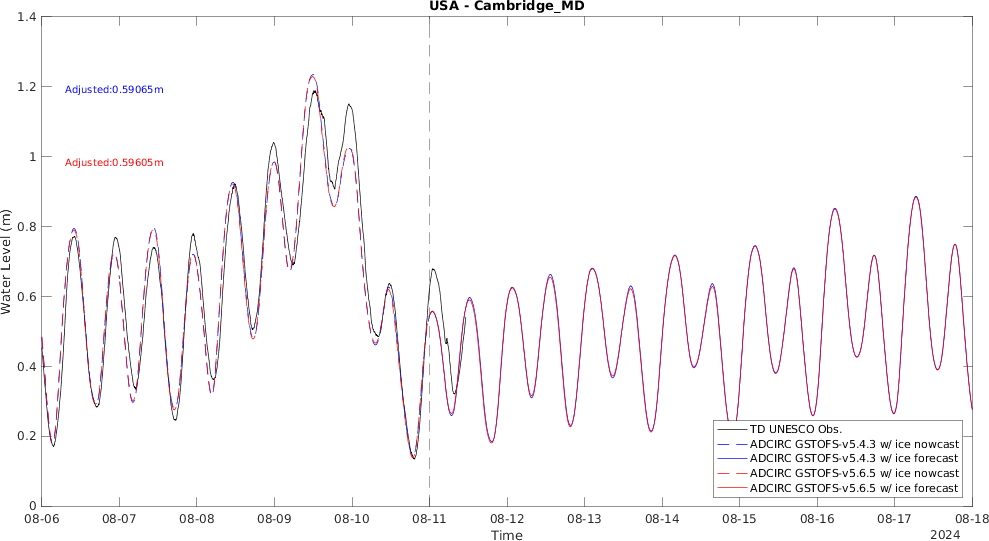 USA - Cambridge_MD
1.4
1.2
1
0.8
0.6
0.4
0.2
0
Water Level (m)
Adjusted:0.59065m
Adjusted:0.59605m
TD UNESCO Obs.
ADCIRC GSTOFS-v5.4.3 w/ ice nowcast
ADCIRC GSTOFS-v5.4.3 w/ ice forecast
ADCIRC GSTOFS-v5.6.5 w/ ice nowcast
ADCIRC GSTOFS-v5.6.5 w/ ice forecast
08-06 08-07 08-08 08-09 08-10 08-11 08-12 08-13 08-14 08-15 08-16 08-17 08-18
Time
2024